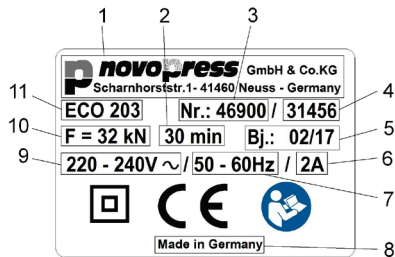 1 2 3
novopress GmbH & Co.KG
Scharnhorststr.1- 41460 Neuss - Germany
11 ECO 203 Nr.: 46900 / 31456 4
10 F = 32 kN 30 min Bj.: 02/17 5
9 220 - 240V ~ / 50 - 60Hz / 2A 6
CE 7
Made in Germany 8